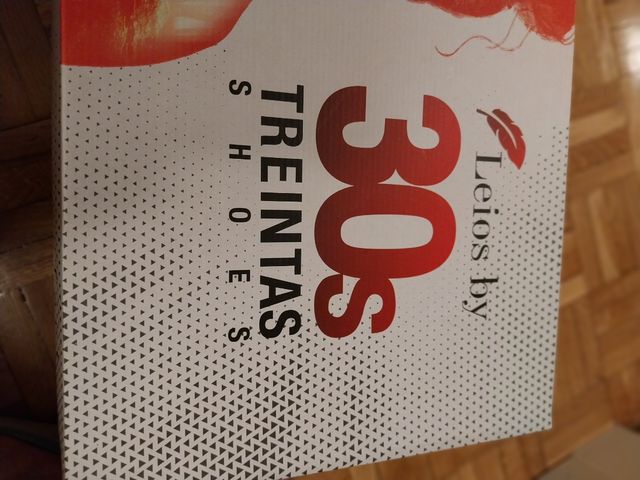 Leios by
30s
TREINTAS
SHOES